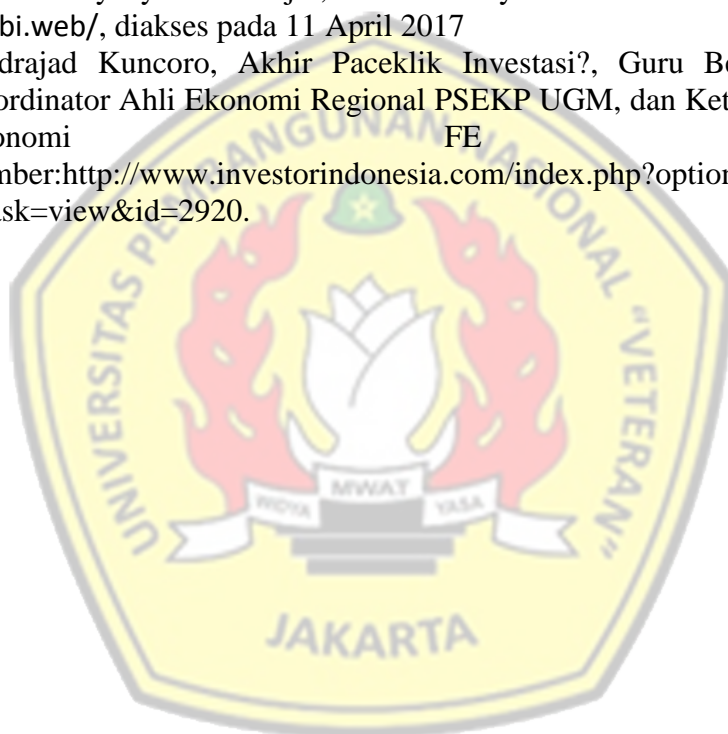 bi.web/, diakses pada 11 April 2017
drajad Kuncoro, Akhir Paceklik Investasi?, Guru Be
ordinator Ahli Ekonomi Regional PSEKP UGM, dan Ket
onomi FE
mber:http://www.investorindonesia.com/index.php?option
ask=view&id=2920.
UNIVERSITAS PEMBANGUNAN NASIONAL "VETERAN"
WIDYA MWAT YASA
JAKARTA